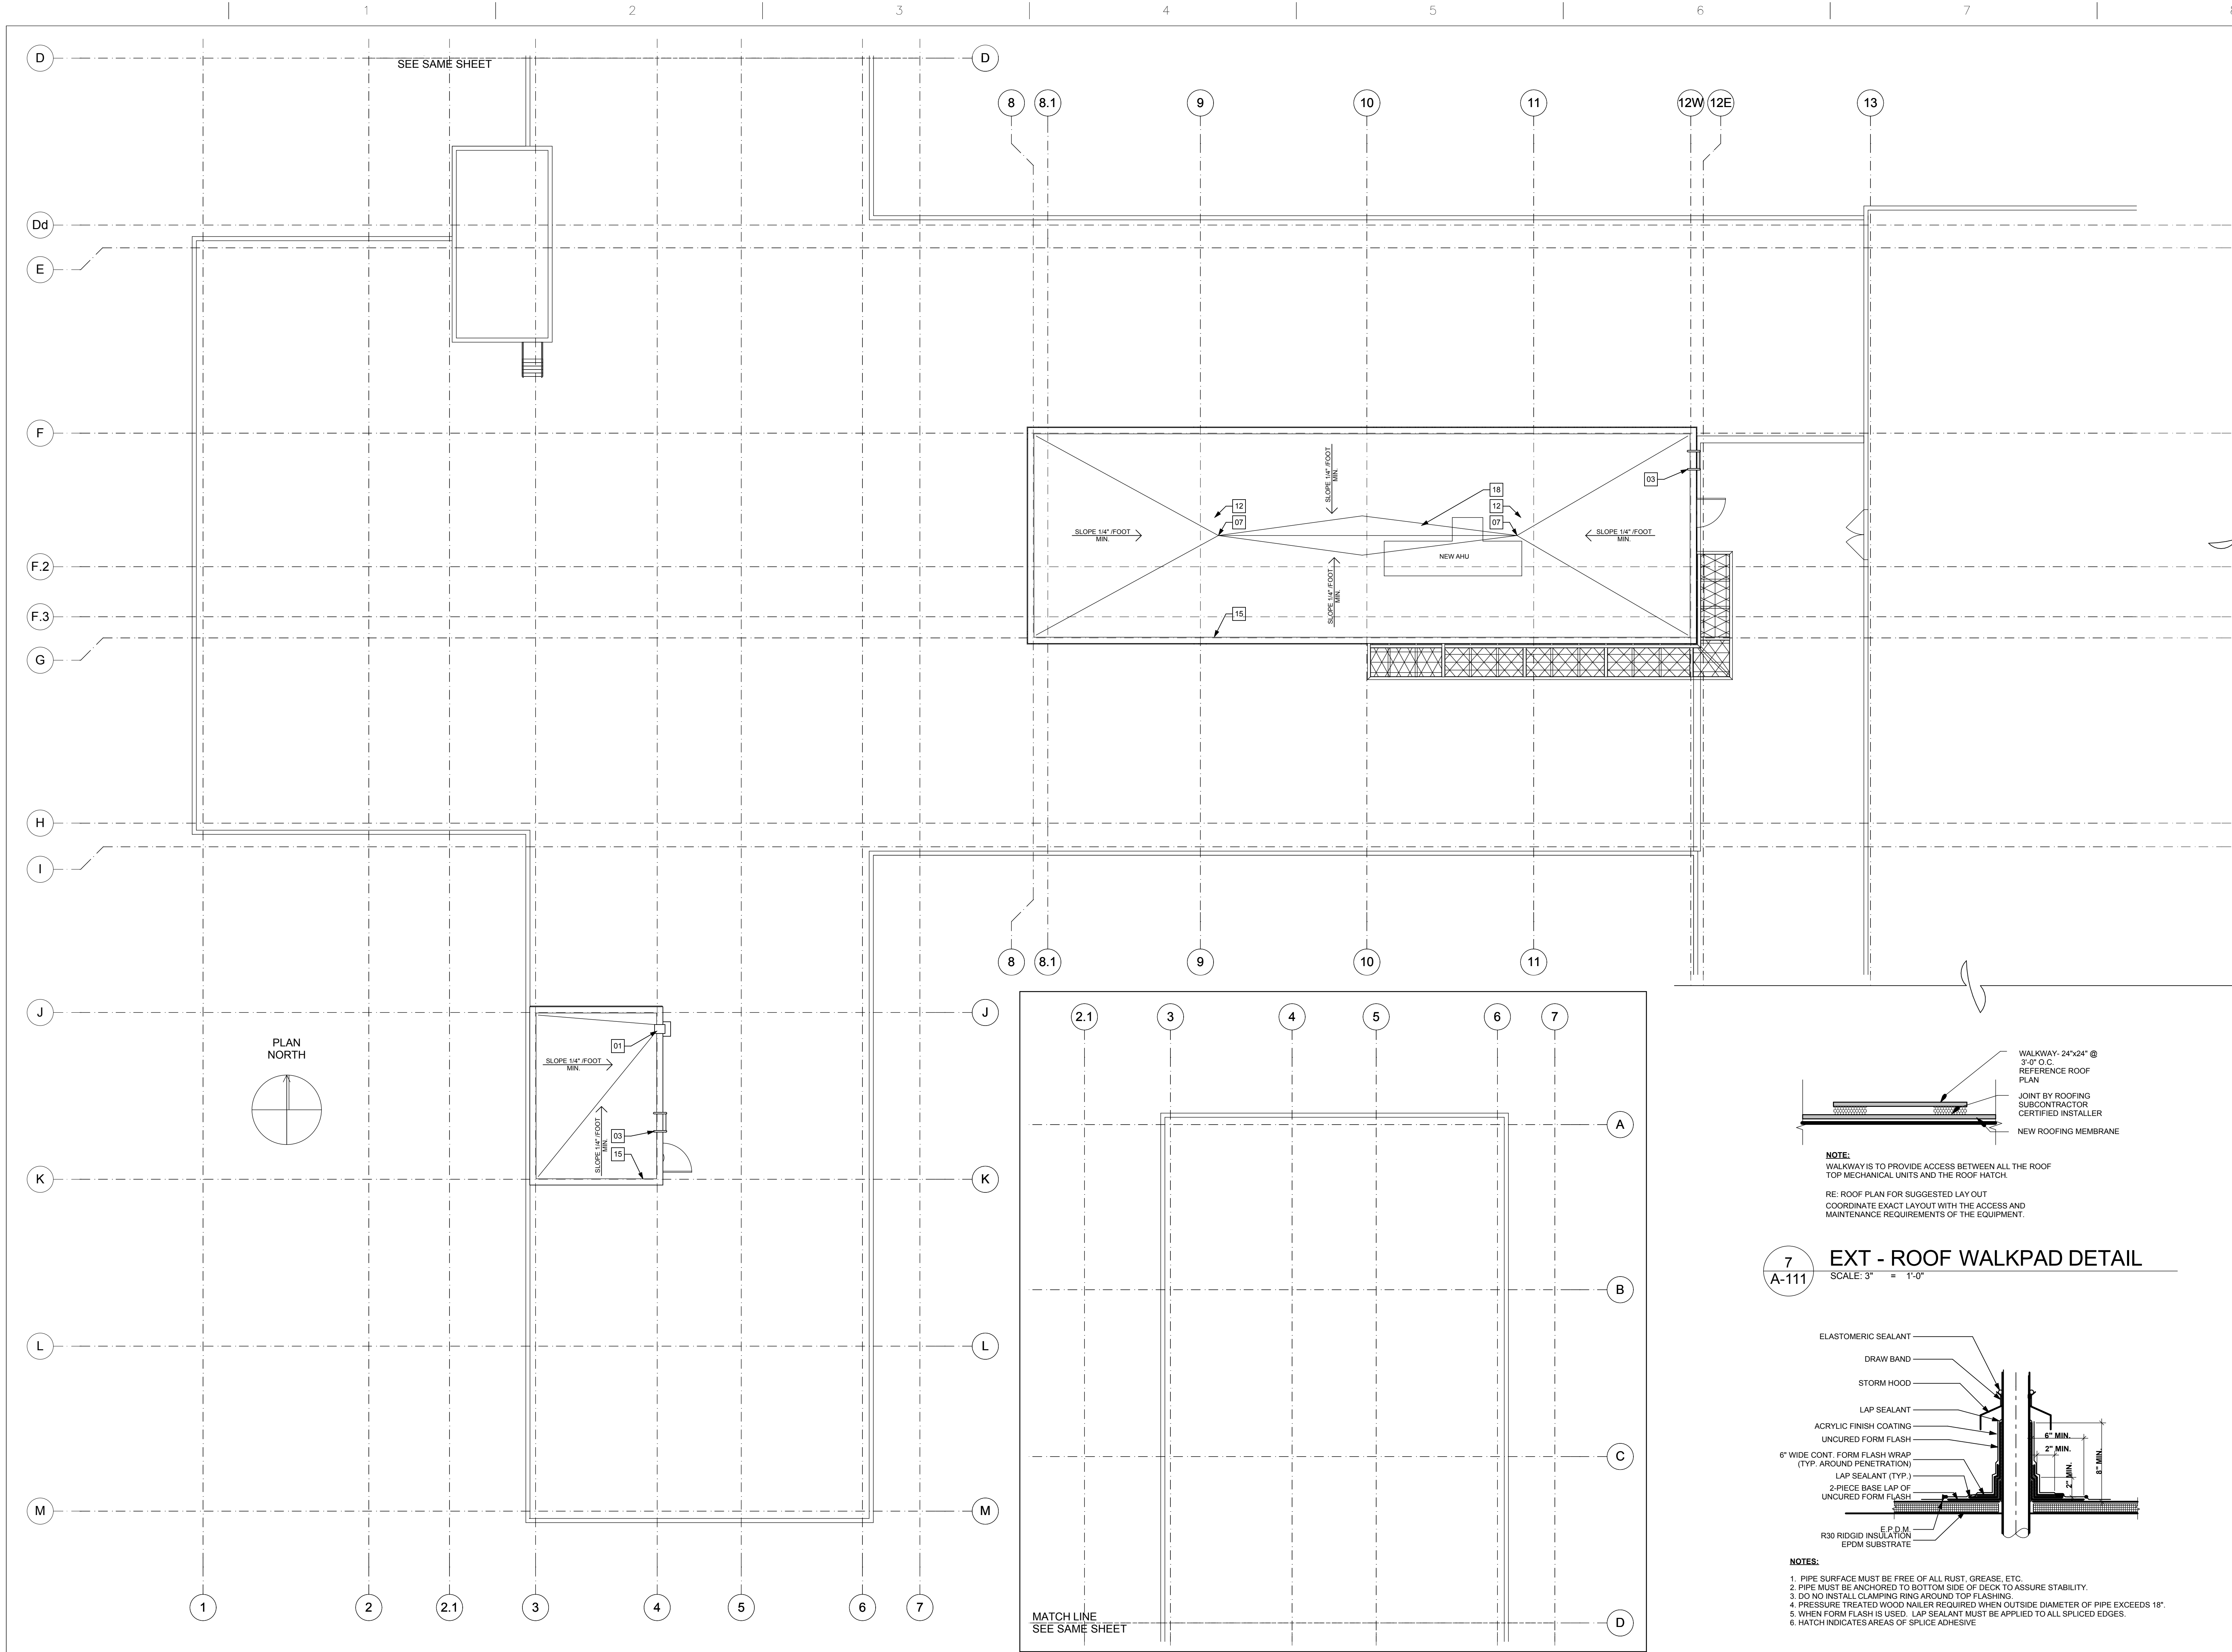 1 2 3 4 5 6 7
D
SEE SAME SHEET
D
8 8.1 9 10 11 12W 12E 13
Dd
E
F
F.2
F.3
G
H
I
SLOPE 1/4" /FOOT
MIN.
12
07
SLOPE 1/4" /FOOT
MIN.
18
12
07
NEW AHU
SLOPE 1/4" /FOOT
MIN.
03
SLOPE 1/4" /FOOT
MIN.
15
8 8.1 9 10 11
J
J
PLAN
NORTH
01
SLOPE 1/4" /FOOT
MIN.
SLOPE 1/4" /FOOT
MIN.
03
15
K
K
L
L
M
M
1 2 2.1 3 4 5 6 7
2.1 3 4 5 6 7
A
B
C
D
MATCH LINE
SEE SAME SHEET
WALKWAY- 24"x24" @
3'-0" O.C.
REFERENCE ROOF
PLAN
JOINT BY ROOFING
SUBCONTRACTOR
CERTIFIED INSTALLER
NEW ROOFING MEMBRANE
NOTE:
WALKWAY IS TO PROVIDE ACCESS BETWEEN ALL THE ROOF
TOP MECHANICAL UNITS AND THE ROOF HATCH.
RE: ROOF PLAN FOR SUGGESTED LAY OUT
COORDINATE EXACT LAYOUT WITH THE ACCESS AND
MAINTENANCE REQUIREMENTS OF THE EQUIPMENT.
7
A-111
EXT - ROOF WALKPAD DETAIL
SCALE: 3" = 1'-0"
ELASTOMERIC SEALANT
DRAW BAND
STORM HOOD
LAP SEALANT
ACRYLIC FINISH COATING
UNCURED FORM FLASH
6" WIDE CONT. FORM FLASH WRAP
(TYP. AROUND PENETRATION)
LAP SEALANT (TYP.)
2-PIECE BASE LAP OF
UNCURED FORM FLASH
E.P.D.M.
R30 RIDGID INSULATION
EPDM SUBSTRATE
6" MIN.
2" MIN.
2" MIN.
8" MIN.
NOTES:
1. PIPE SURFACE MUST BE FREE OF ALL RUST, GREASE, ETC.
2. PIPE MUST BE ANCHORED TO BOTTOM SIDE OF DECK TO ASSURE STABILITY.
3. DO NO INSTALL CLAMPING RING AROUND TOP FLASHING.
4. PRESSURE TREATED WOOD NAILER REQUIRED WHEN OUTSIDE DIAMETER OF PIPE EXCEEDS 18".
5. WHEN FORM FLASH IS USED. LAP SEALANT MUST BE APPLIED TO ALL SPLICED EDGES.
6. HATCH INDICATES AREAS OF SPLICE ADHESIVE